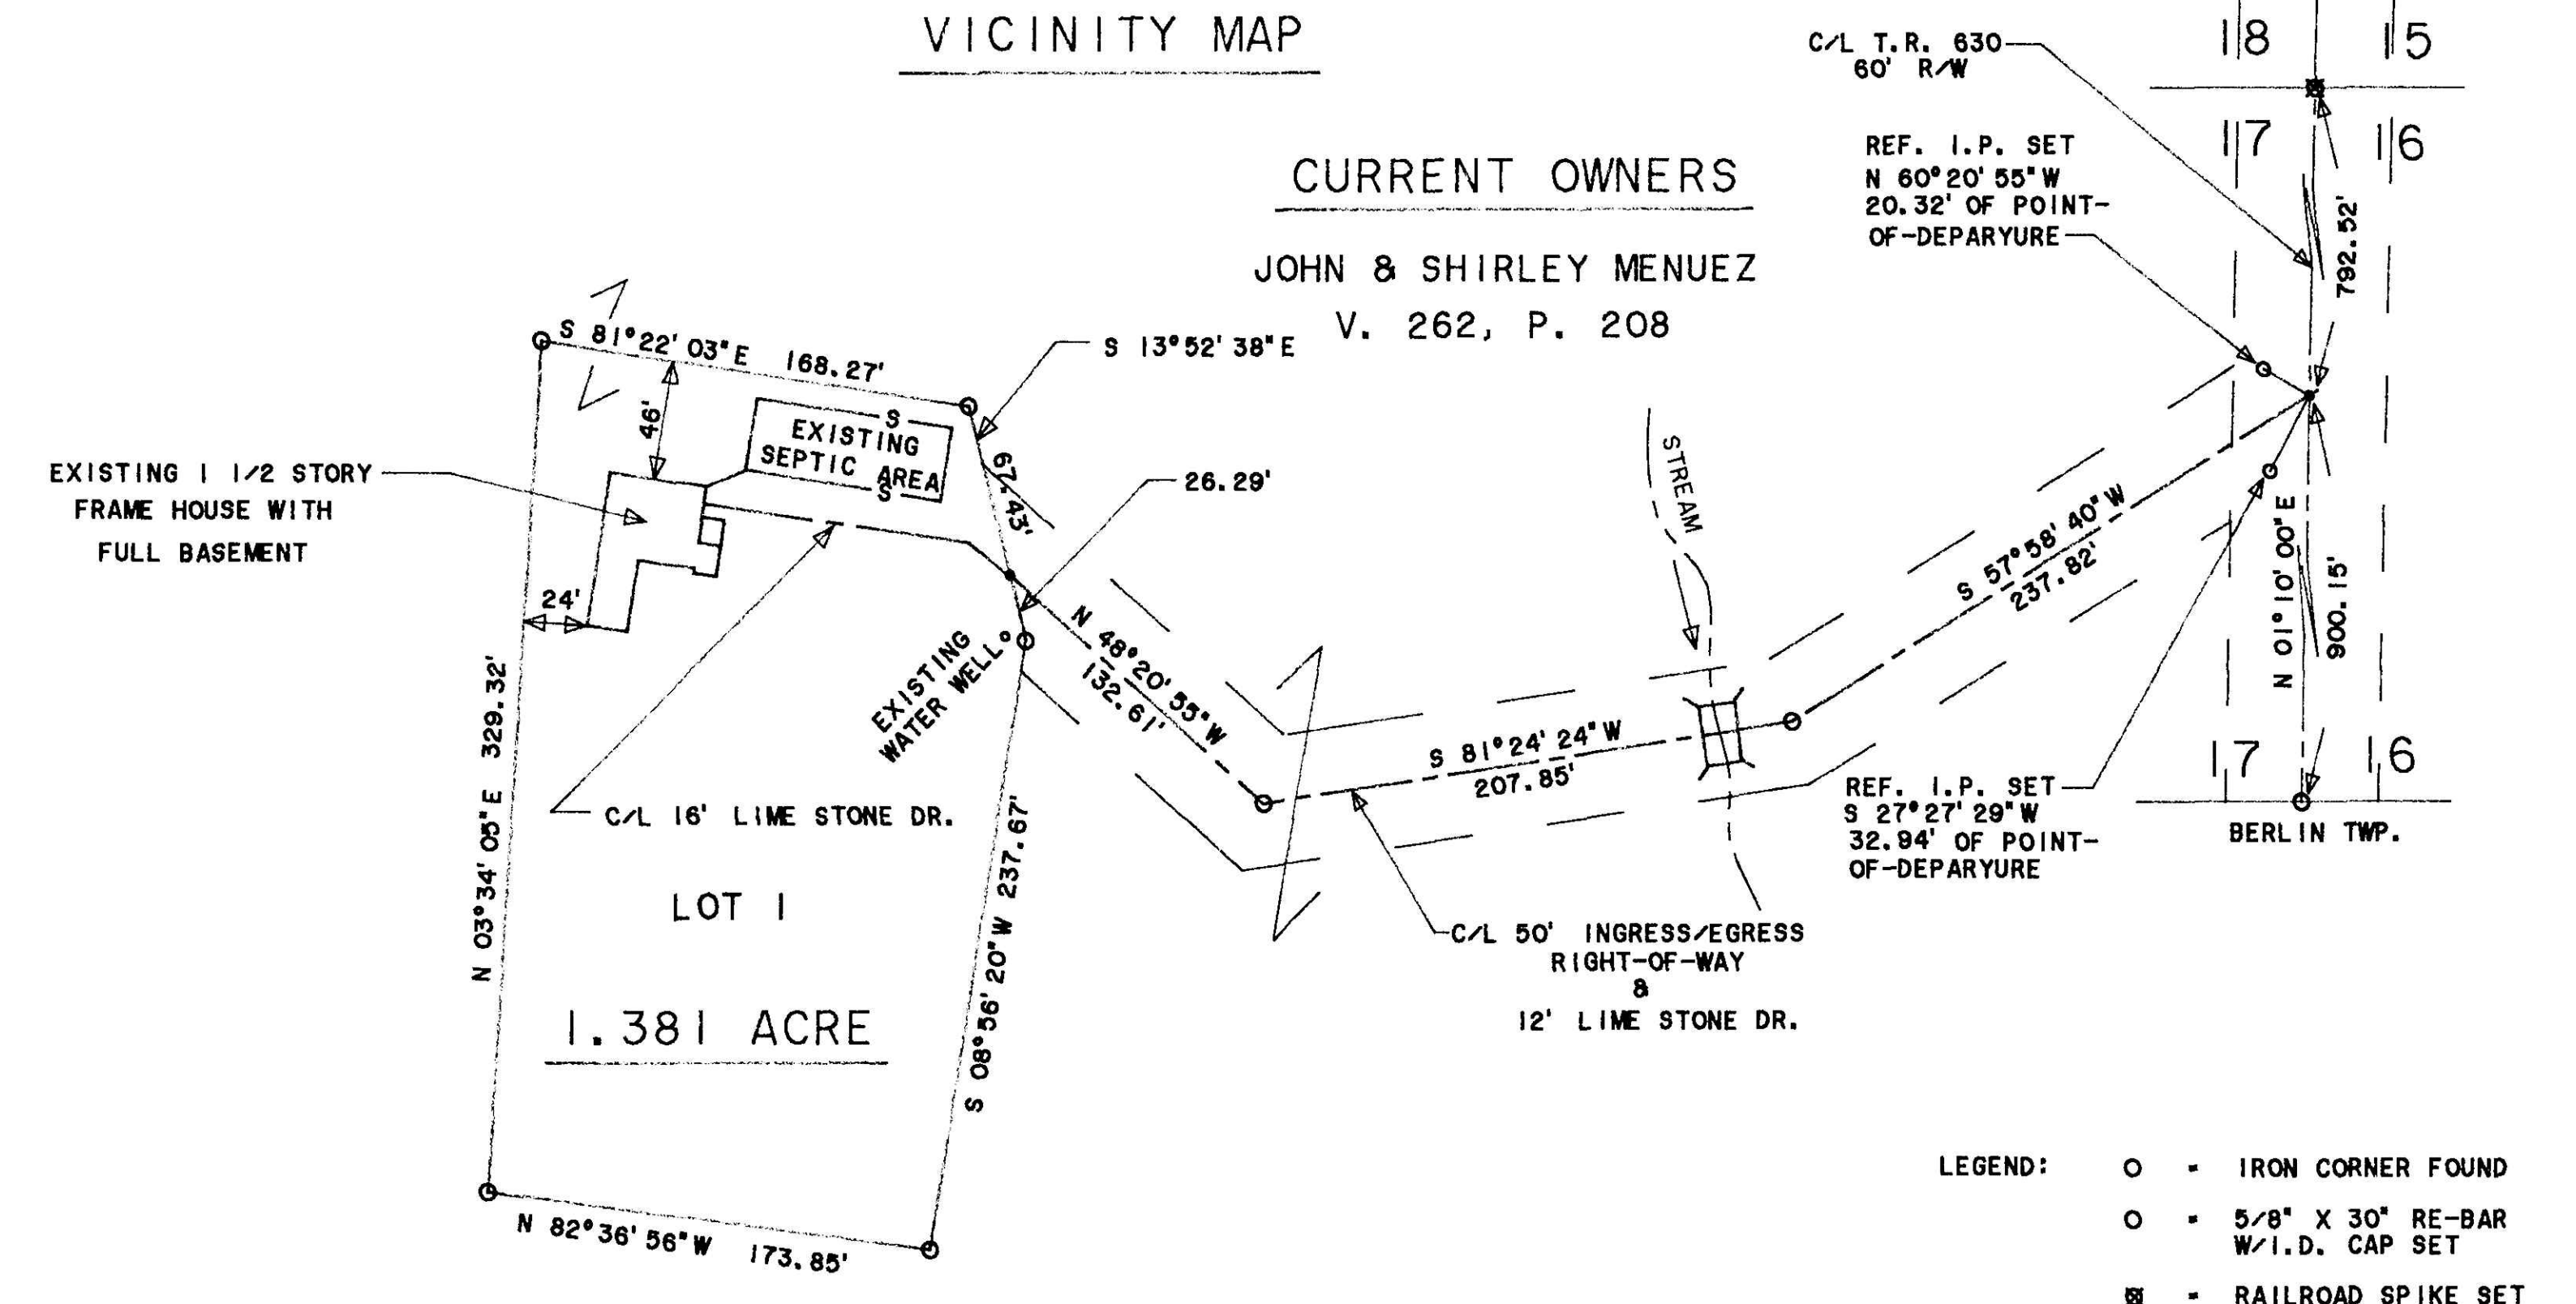 VICINITY MAP
C/L T.R. 630
60' R/W
18
15
17
16
REF. I.P. SET
N 60°20'55"W
20.32' OF POINT-
OF-DEPARYURE
792.52'
CURRENT OWNERS
JOHN & SHIRLEY MENUEZ
V. 262, P. 208
S 81°22'03"E 168.27'
S 13°52'38"E
46'
EXISTING
SEPTIC AREA
S
S
67.43'
26.29'
EXISTING 1 1/2 STORY
FRAME HOUSE WITH
FULL BASEMENT
24'
STREAM
EXISTING
WATER WELL
N 48°20'55"W
132.61'
S 81°24'24"W
207.85'
S 57°58'40"W
237.82'
N 01°10'00"E
900.15'
17
16
BERLIN TWP.
REF. I.P. SET
S 27°27'29"W
32.94' OF POINT-
OF-DEPARYURE
N 03°34'05"E 329.32'
C/L 16' LIME STONE DR.
S 08°56'20"W 237.67'
LOT 1
1.381 ACRE
C/L 50' INGRESS/EGRESS
RIGHT-OF-WAY
&
12' LIME STONE DR.
N 82°36'56"W 173.85'
LEGEND:
IRON CORNER FOUND
5/8" X 30" RE-BAR
W/I.D. CAP SET
RAILROAD SPIKE SET